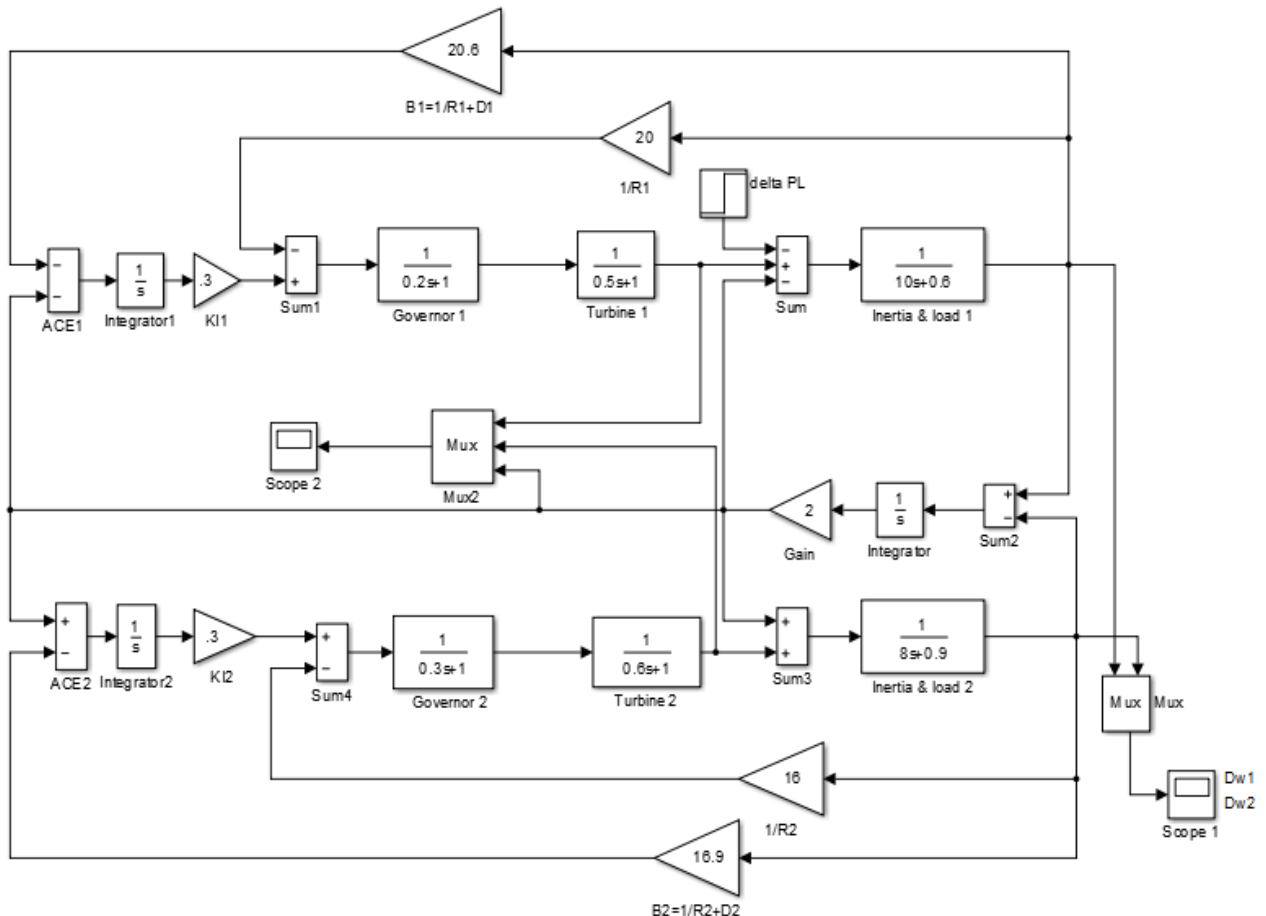 20.6
B1=1/R1+D1
20
1/R1
delta PL
ACE1
1
s
Integrator1
.3
KI1
Sum1
1
0.2s+1
Governor 1
1
0.5s+1
Turbine 1
Sum
1
10s+0.6
Inertia & load 1
Scope 2
Mux
Mux2
2
Gain
1
s
Integrator
+
−
Sum2
+
−
ACE2
1
s
Integrator2
.3
KI2
+
−
Sum4
1
0.3s+1
Governor 2
1
0.6s+1
Turbine 2
+
+
Sum3
1
8s+0.9
Inertia & load 2
Mux
Mux
16
1/R2
Dw1
Dw2
Scope 1
16.9
B2=1/R2+D2